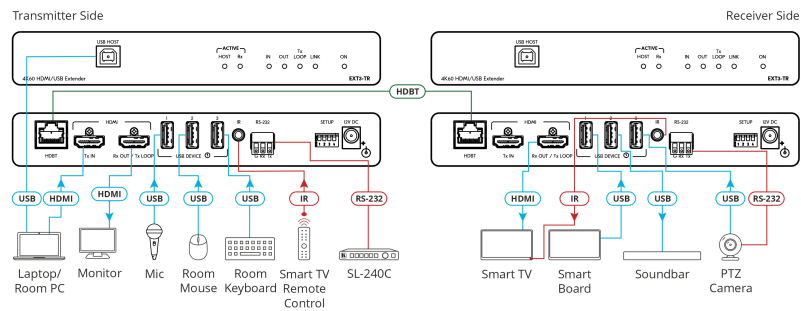 Transmitter Side
Receiver Side
USB HOST
ACTIVE
HOST Rx IN OUT Tx LOOP LINK ON
4K60 HDMI/USB Extender
EXT3-TR
USB HOST
ACTIVE
HOST Rx IN OUT Tx LOOP LINK ON
4K60 HDMI/USB Extender
EXT3-TR
HDBT
HDMI
1 2 3
IR
RS-232
SETUP
12V DC
1 2 3 4
G RX TX
HDBT
Tx IN
Rx OUT / Tx LOOP
USB DEVICE
HDMI
IR
RS-232
SETUP
12V DC
1 2 3 4
G RX TX
HDBT
Tx IN
Rx OUT / Tx LOOP
USB DEVICE
USB
HDMI
HDMI
USB
USB
USB
IR
RS-232
HDMI
IR
USB
USB
USB
RS-232
Laptop/
Room PC
Monitor
Mic
Room
Mouse
Room
Keyboard
Smart TV
Remote
Control
SL-240C
Smart TV
Smart
Board
Soundbar
PTZ
Camera